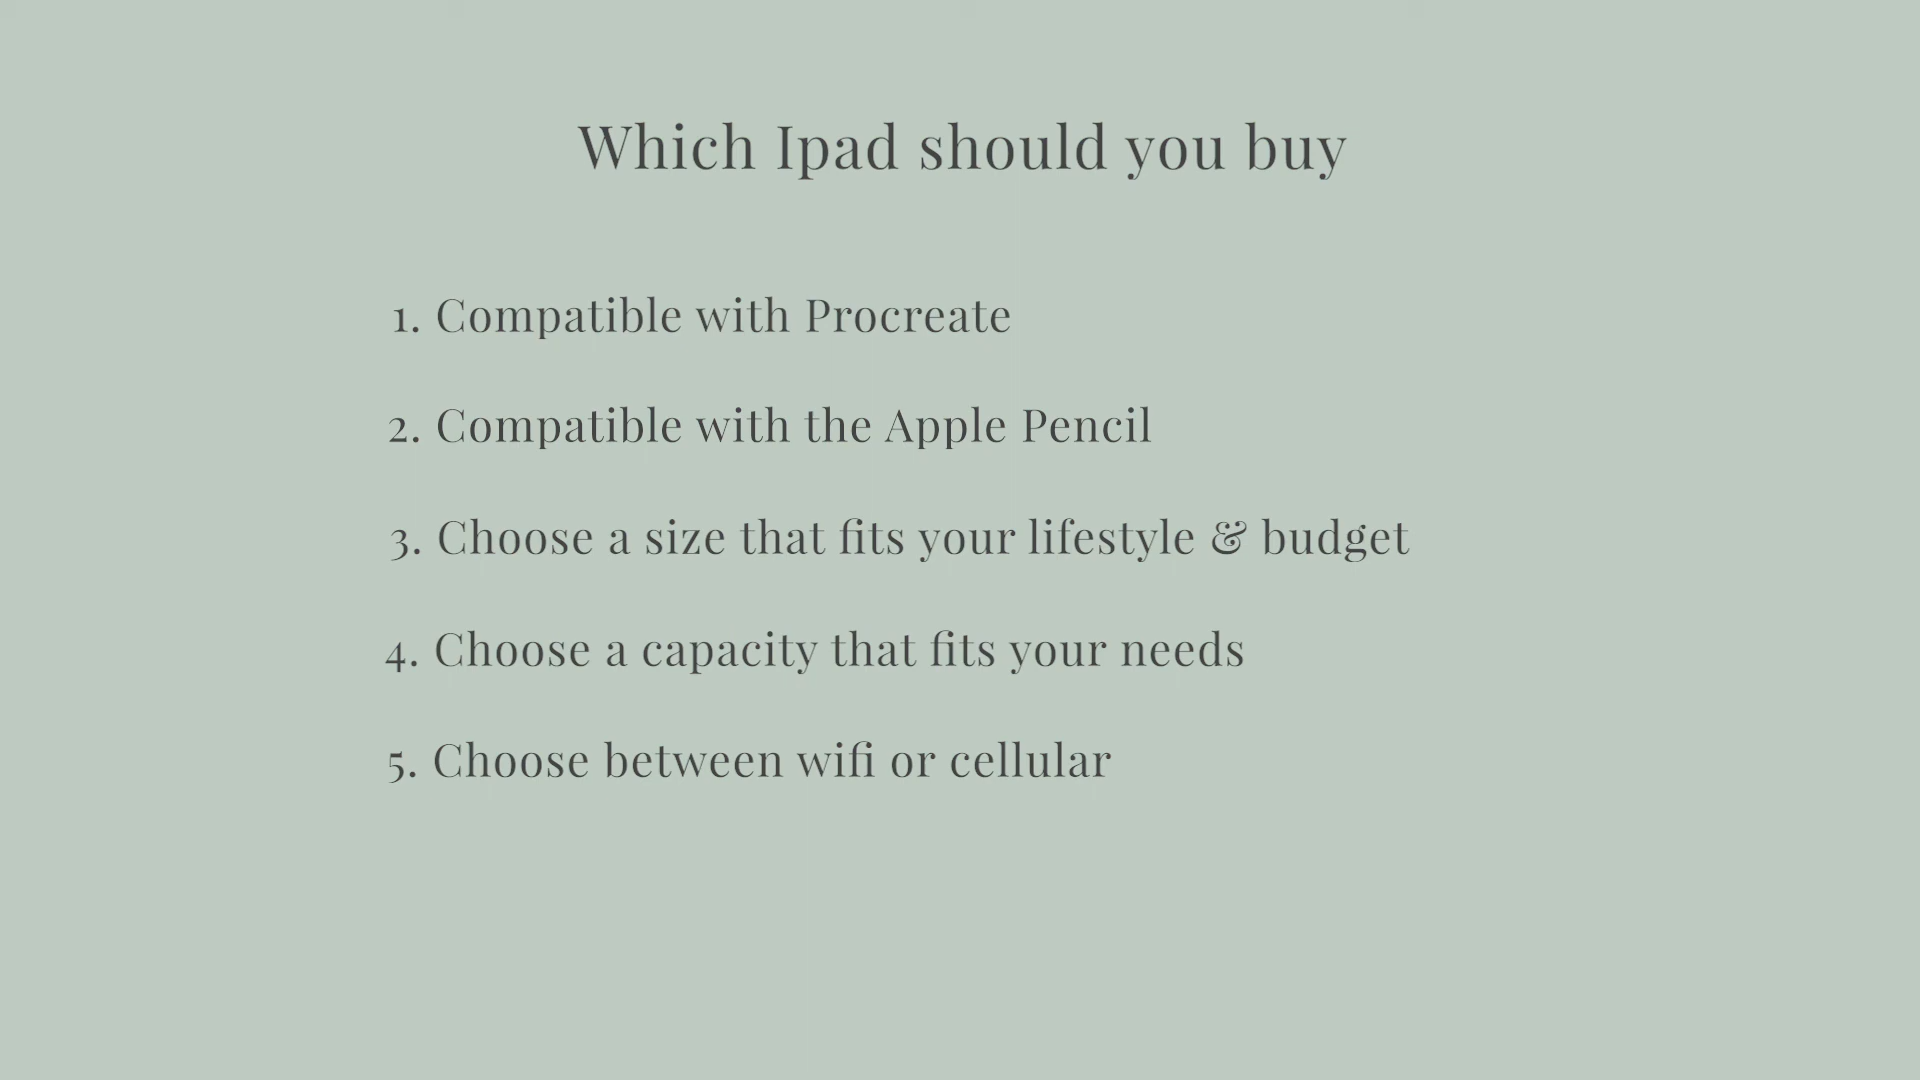 Which Ipad should you buy
1. Compatible with Procreate
2. Compatible with the Apple Pencil
3. Choose a size that fits your lifestyle & budget
4. Choose a capacity that fits your needs
5. Choose between wifi or cellular